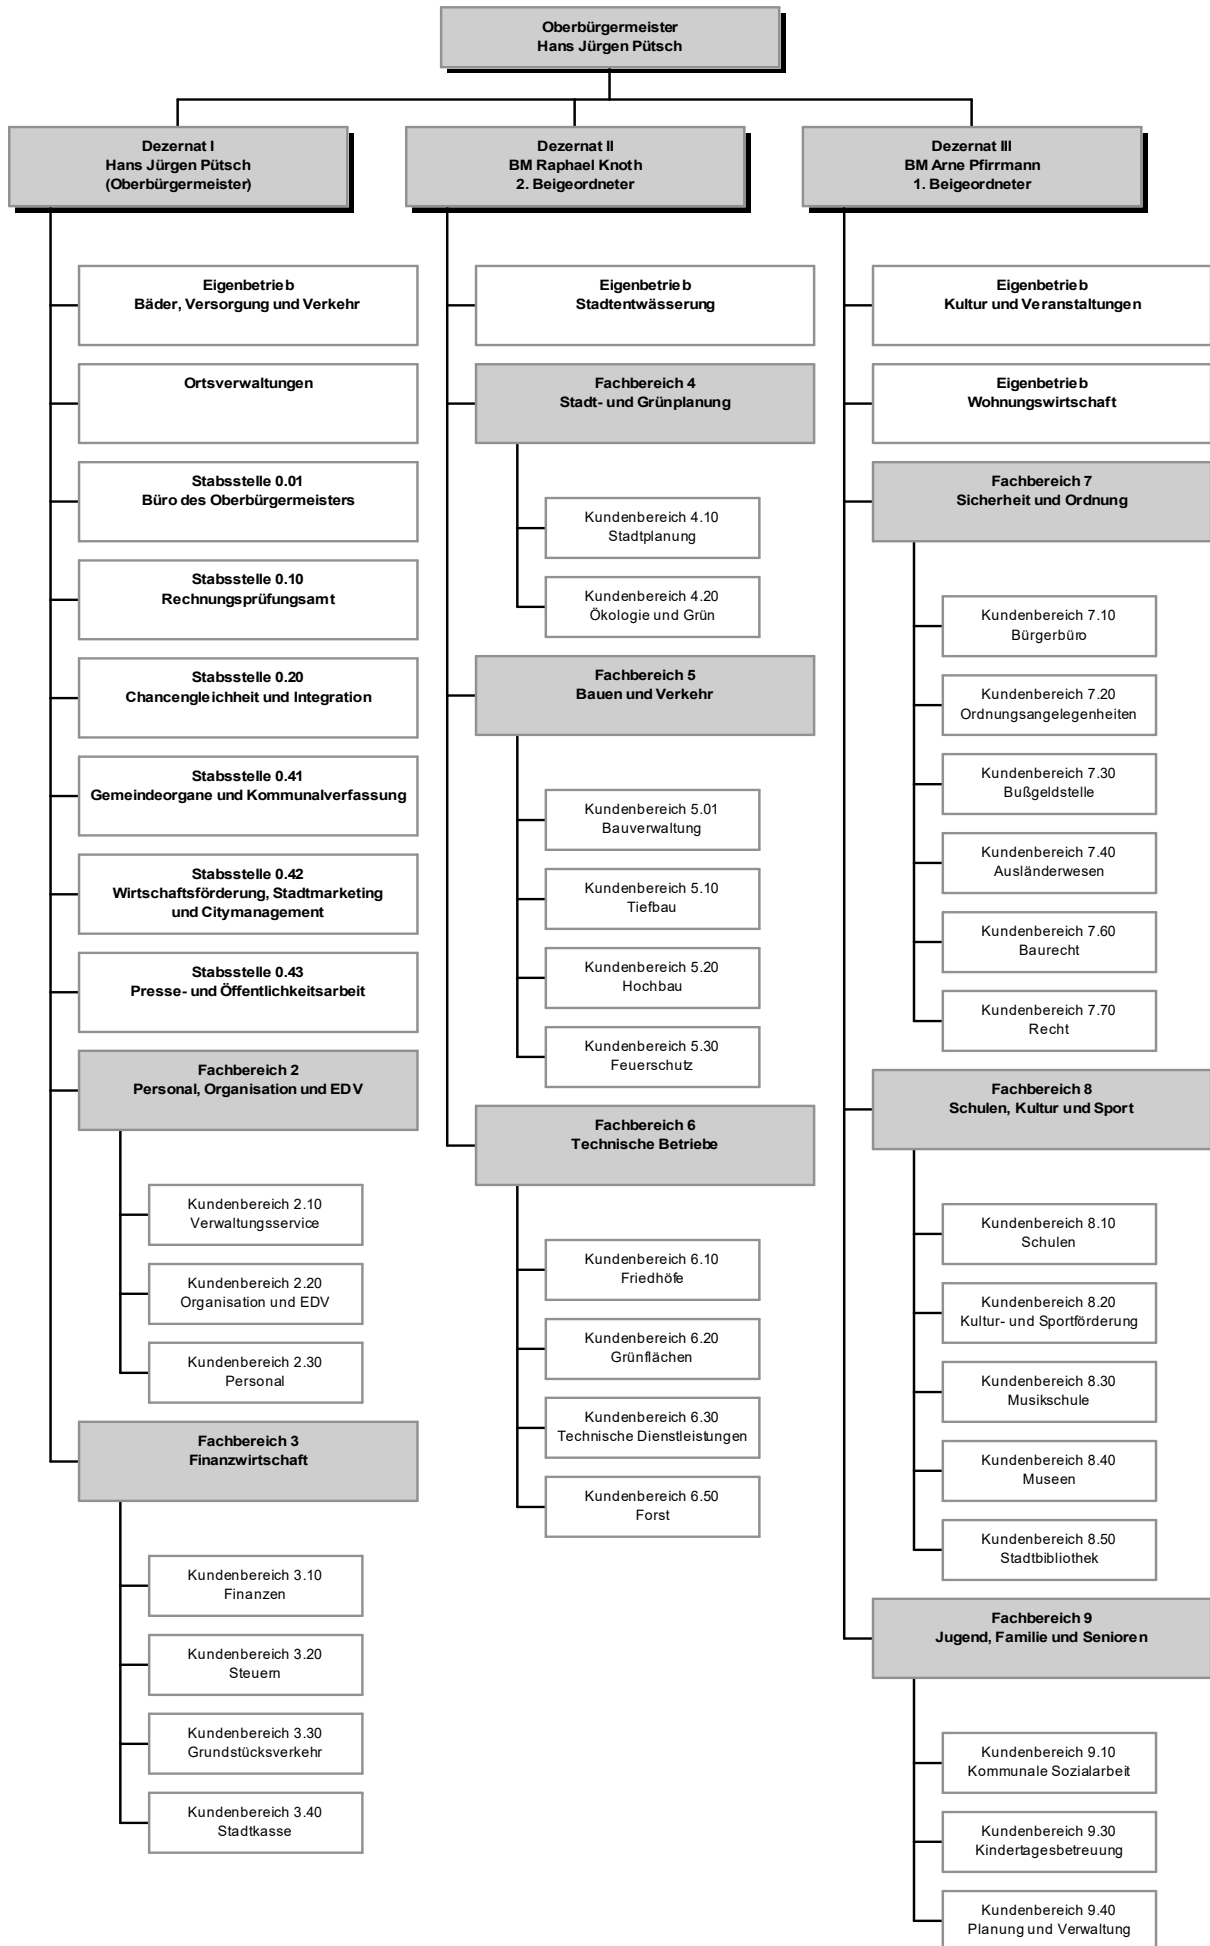 Oberbürgermeister
Hans Jürgen Pütsch
Dezernat I
Hans Jürgen Pütsch
(Oberbürgermeister)
Eigenbetrieb
Bäder, Versorgung und Verkehr
Ortsverwaltungen
Stabsstelle 0.01
Büro des Oberbürgermeisters
Stabsstelle 0.10
Rechnungsprüfungsamt
Stabsstelle 0.20
Chancengleichheit und Integration
Stabsstelle 0.41
Gemeindeorgane und Kommunalverfassung
Stabsstelle 0.42
Wirtschaftsförderung, Stadtmarketing
und Citymanagement
Stabsstelle 0.43
Presse- und Öffentlichkeitsarbeit
Fachbereich 2
Personal, Organisation und EDV
Kundenbereich 2.10
Verwaltungsservice
Kundenbereich 2.20
Organisation und EDV
Kundenbereich 2.30
Personal
Fachbereich 3
Finanzwirtschaft
Kundenbereich 3.10
Finanzen
Kundenbereich 3.20
Steuern
Kundenbereich 3.30
Grundstücksverkehr
Kundenbereich 3.40
Stadtkasse
Dezernat II
BM Raphael Knoth
2. Beigeordneter
Eigenbetrieb
Stadtentwässerung
Fachbereich 4
Stadt- und Grünplanung
Kundenbereich 4.10
Stadtplanung
Kundenbereich 4.20
Ökologie und Grün
Fachbereich 5
Bauen und Verkehr
Kundenbereich 5.01
Bauverwaltung
Kundenbereich 5.10
Tiefbau
Kundenbereich 5.20
Hochbau
Kundenbereich 5.30
Feuerschutz
Fachbereich 6
Technische Betriebe
Kundenbereich 6.10
Friedhöfe
Kundenbereich 6.20
Grünflächen
Kundenbereich 6.30
Technische Dienstleistungen
Kundenbereich 6.50
Forst
Dezernat III
BM Arne Pfirrmann
1. Beigeordneter
Eigenbetrieb
Kultur und Veranstaltungen
Eigenbetrieb
Wohnungswirtschaft
Fachbereich 7
Sicherheit und Ordnung
Kundenbereich 7.10
Bürgerbüro
Kundenbereich 7.20
Ordnungsangelegenheiten
Kundenbereich 7.30
Bußgeldstelle
Kundenbereich 7.40
Ausländerwesen
Kundenbereich 7.60
Baurecht
Kundenbereich 7.70
Recht
Fachbereich 8
Schulen, Kultur und Sport
Kundenbereich 8.10
Schulen
Kundenbereich 8.20
Kultur- und Sportförderung
Kundenbereich 8.30
Musikschule
Kundenbereich 8.40
Museen
Kundenbereich 8.50
Stadtbibliothek
Fachbereich 9
Jugend, Familie und Senioren
Kundenbereich 9.10
Kommunale Sozialarbeit
Kundenbereich 9.30
Kindertagesbetreuung
Kundenbereich 9.40
Planung und Verwaltung